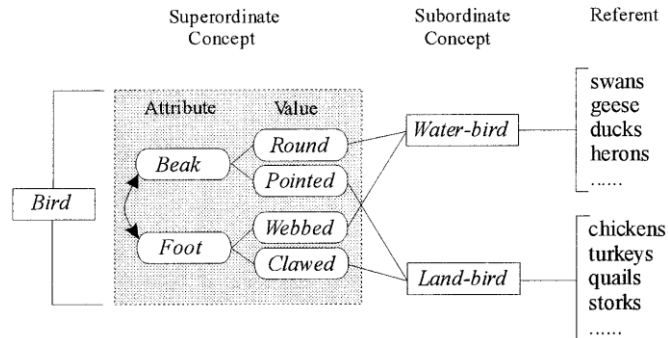 Superordinate
Concept
Subordinate
Concept
Referent
Attribute
Value
Bird
Beak
Foot
Round
Pointed
Webbed
Clawed
Water-bird
Land-bird
swans
geese
ducks
herons
......
chickens
turkeys
quails
storks
......